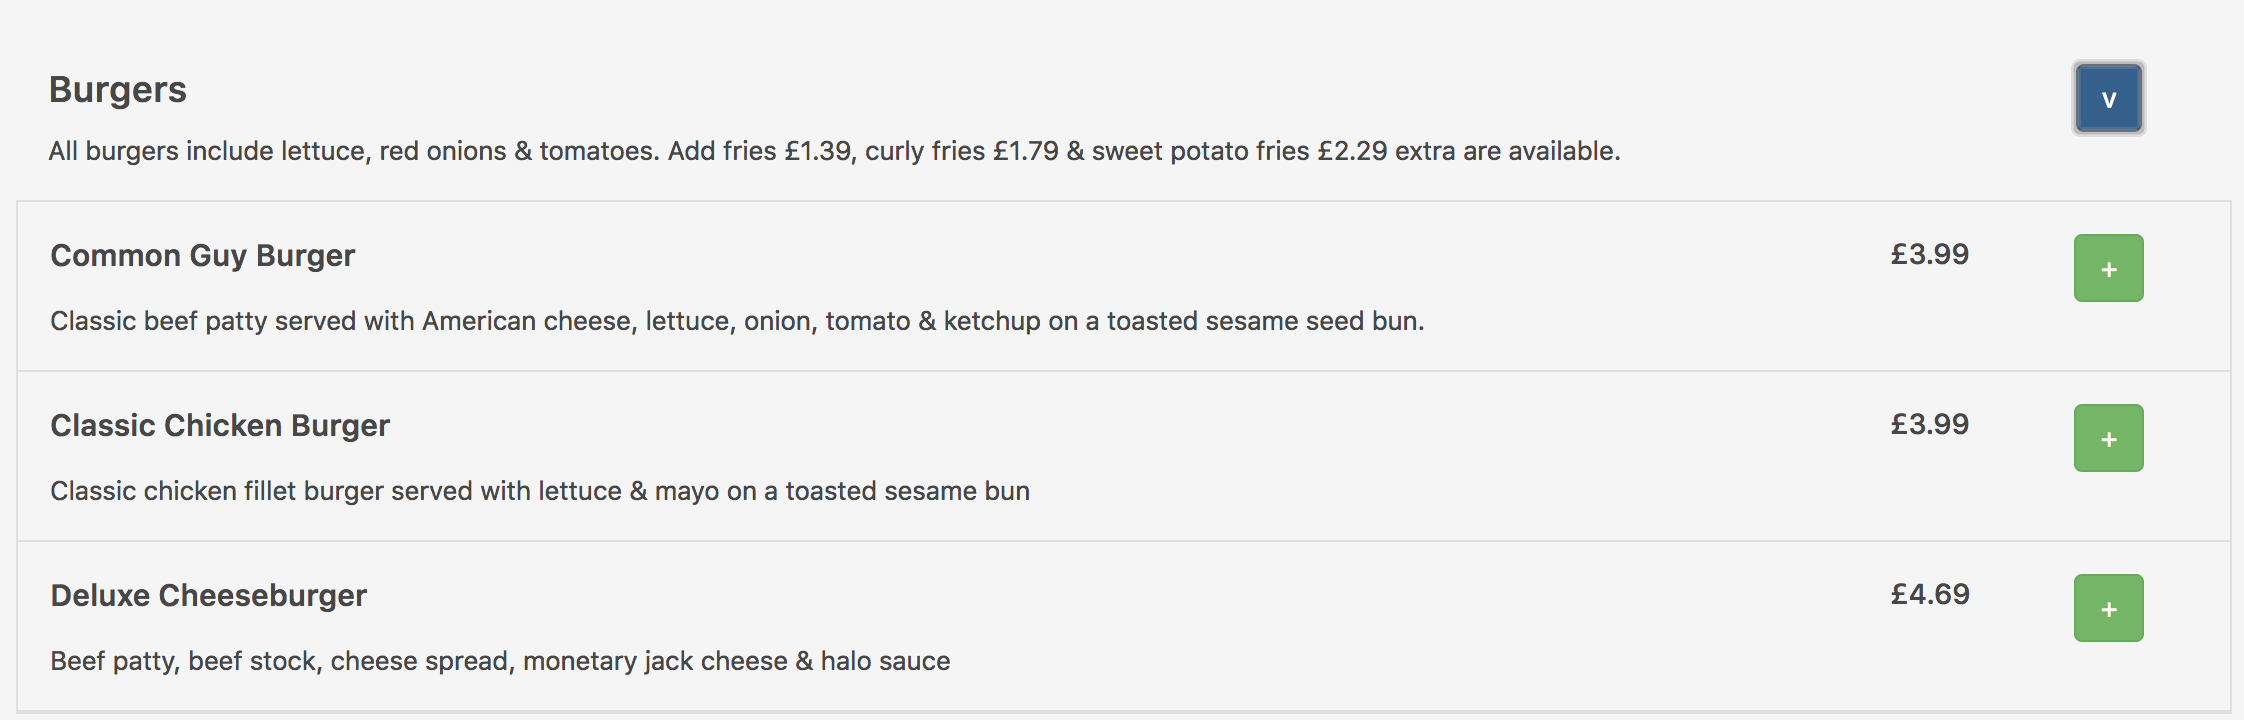 Burgers
v
All burgers include lettuce, red onions & tomatoes. Add fries £1.39, curly fries £1.79 & sweet potato fries £2.29 extra are available.
Common Guy Burger £3.99 +
Classic beef patty served with American cheese, lettuce, onion, tomato & ketchup on a toasted sesame seed bun.
Classic Chicken Burger £3.99 +
Classic chicken fillet burger served with lettuce & mayo on a toasted sesame bun
Deluxe Cheeseburger £4.69 +
Beef patty, beef stock, cheese spread, monetary jack cheese & halo sauce